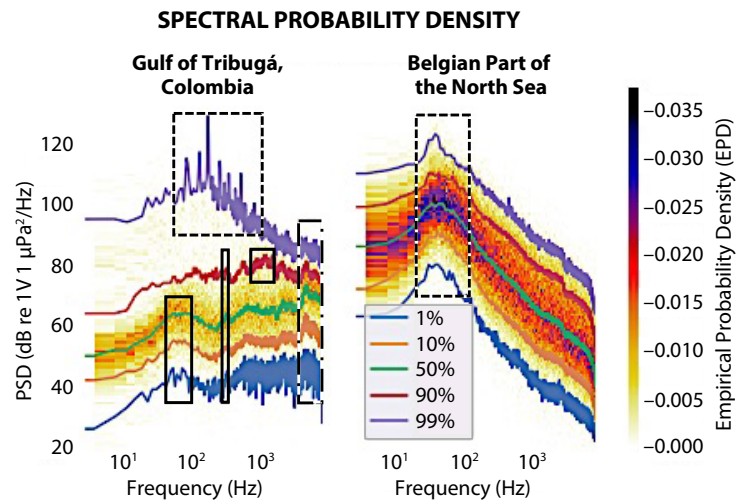 SPECTRAL PROBABILITY DENSITY
Gulf of Tribugá,
Colombia
Belgian Part of
the North Sea
PSD (dB re 1V 1 µPa²/Hz)
120
100
80
60
40
20
10¹
10²
10³
Frequency (Hz)
1%
10%
50%
90%
99%
10¹
10²
10³
Frequency (Hz)
–0.035
–0.030
–0.025
–0.020
–0.015
–0.010
–0.005
–0.000
Empirical Probability Density (EPD)